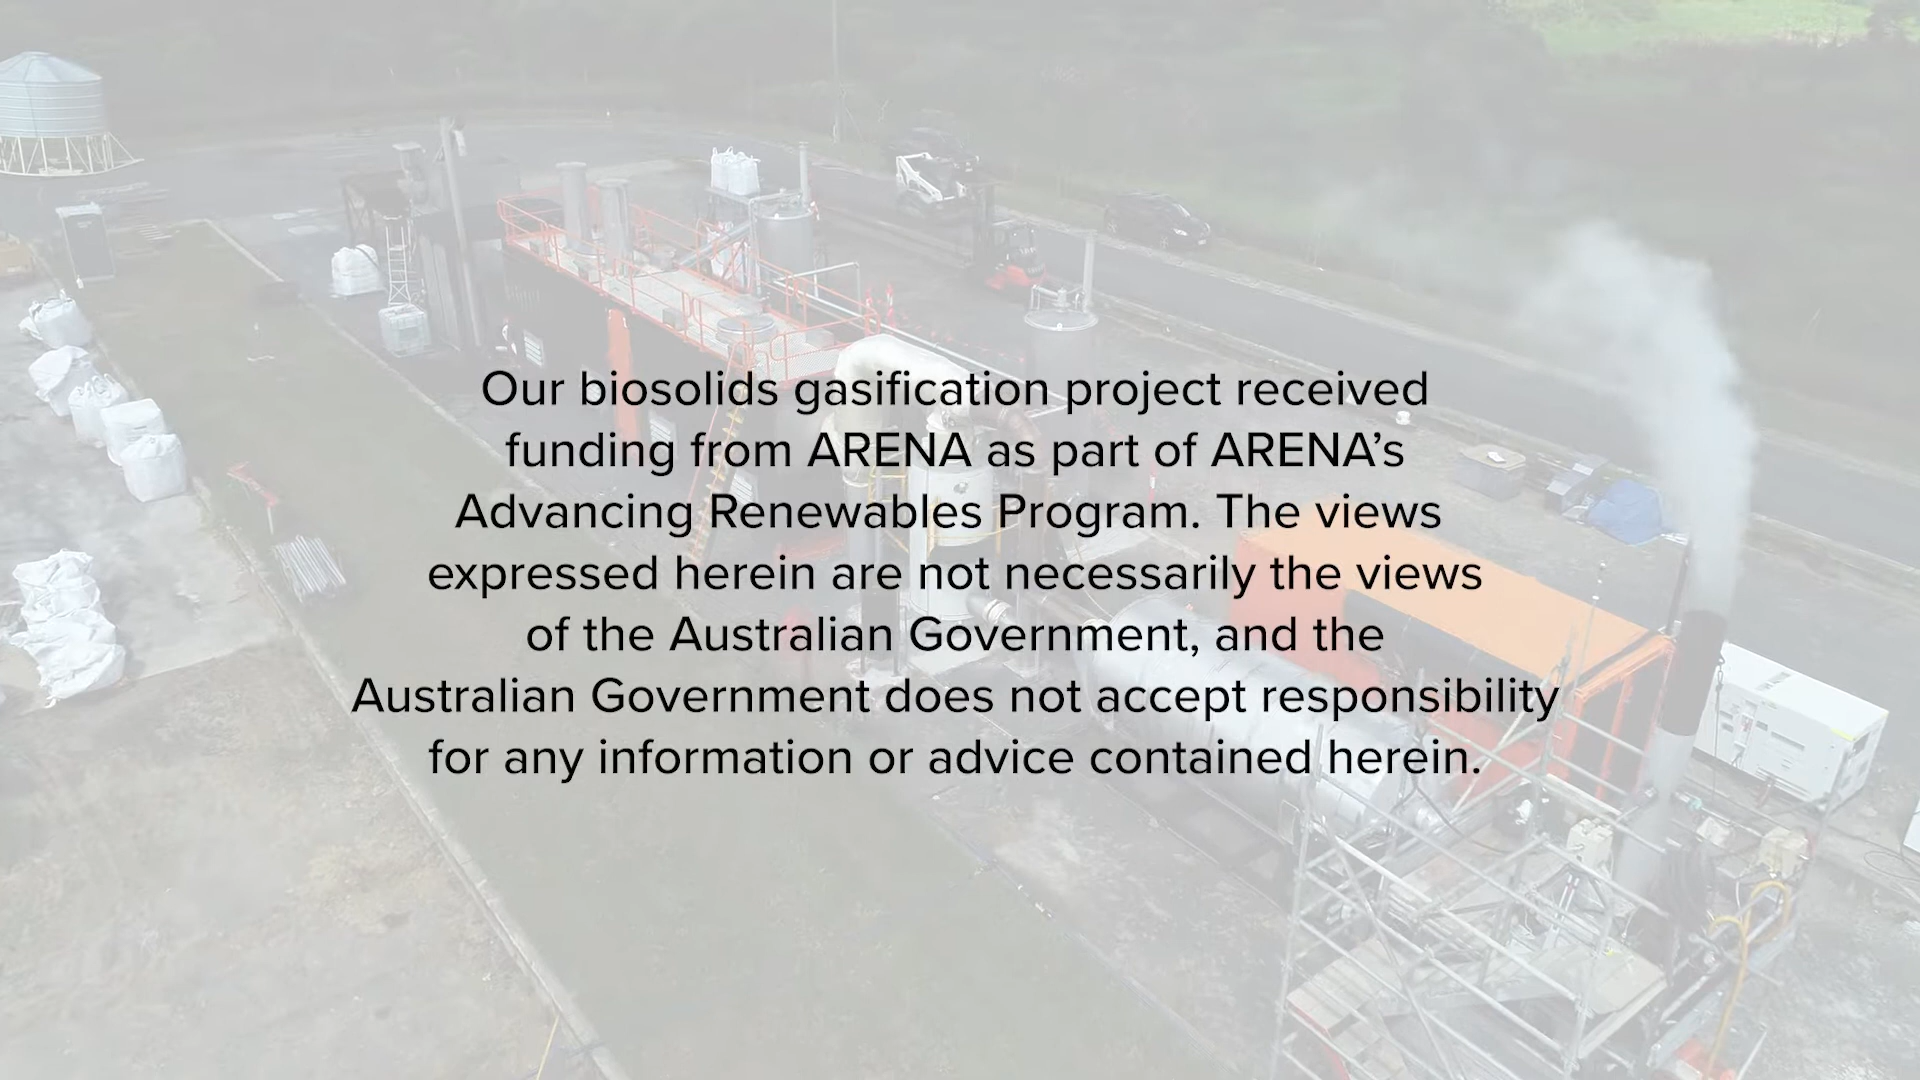 Our biosolids gasification project received
funding from ARENA as part of ARENA’s
Advancing Renewables Program. The views
expressed herein are not necessarily the views
of the Australian Government, and the
Australian Government does not accept responsibility
for any information or advice contained herein.